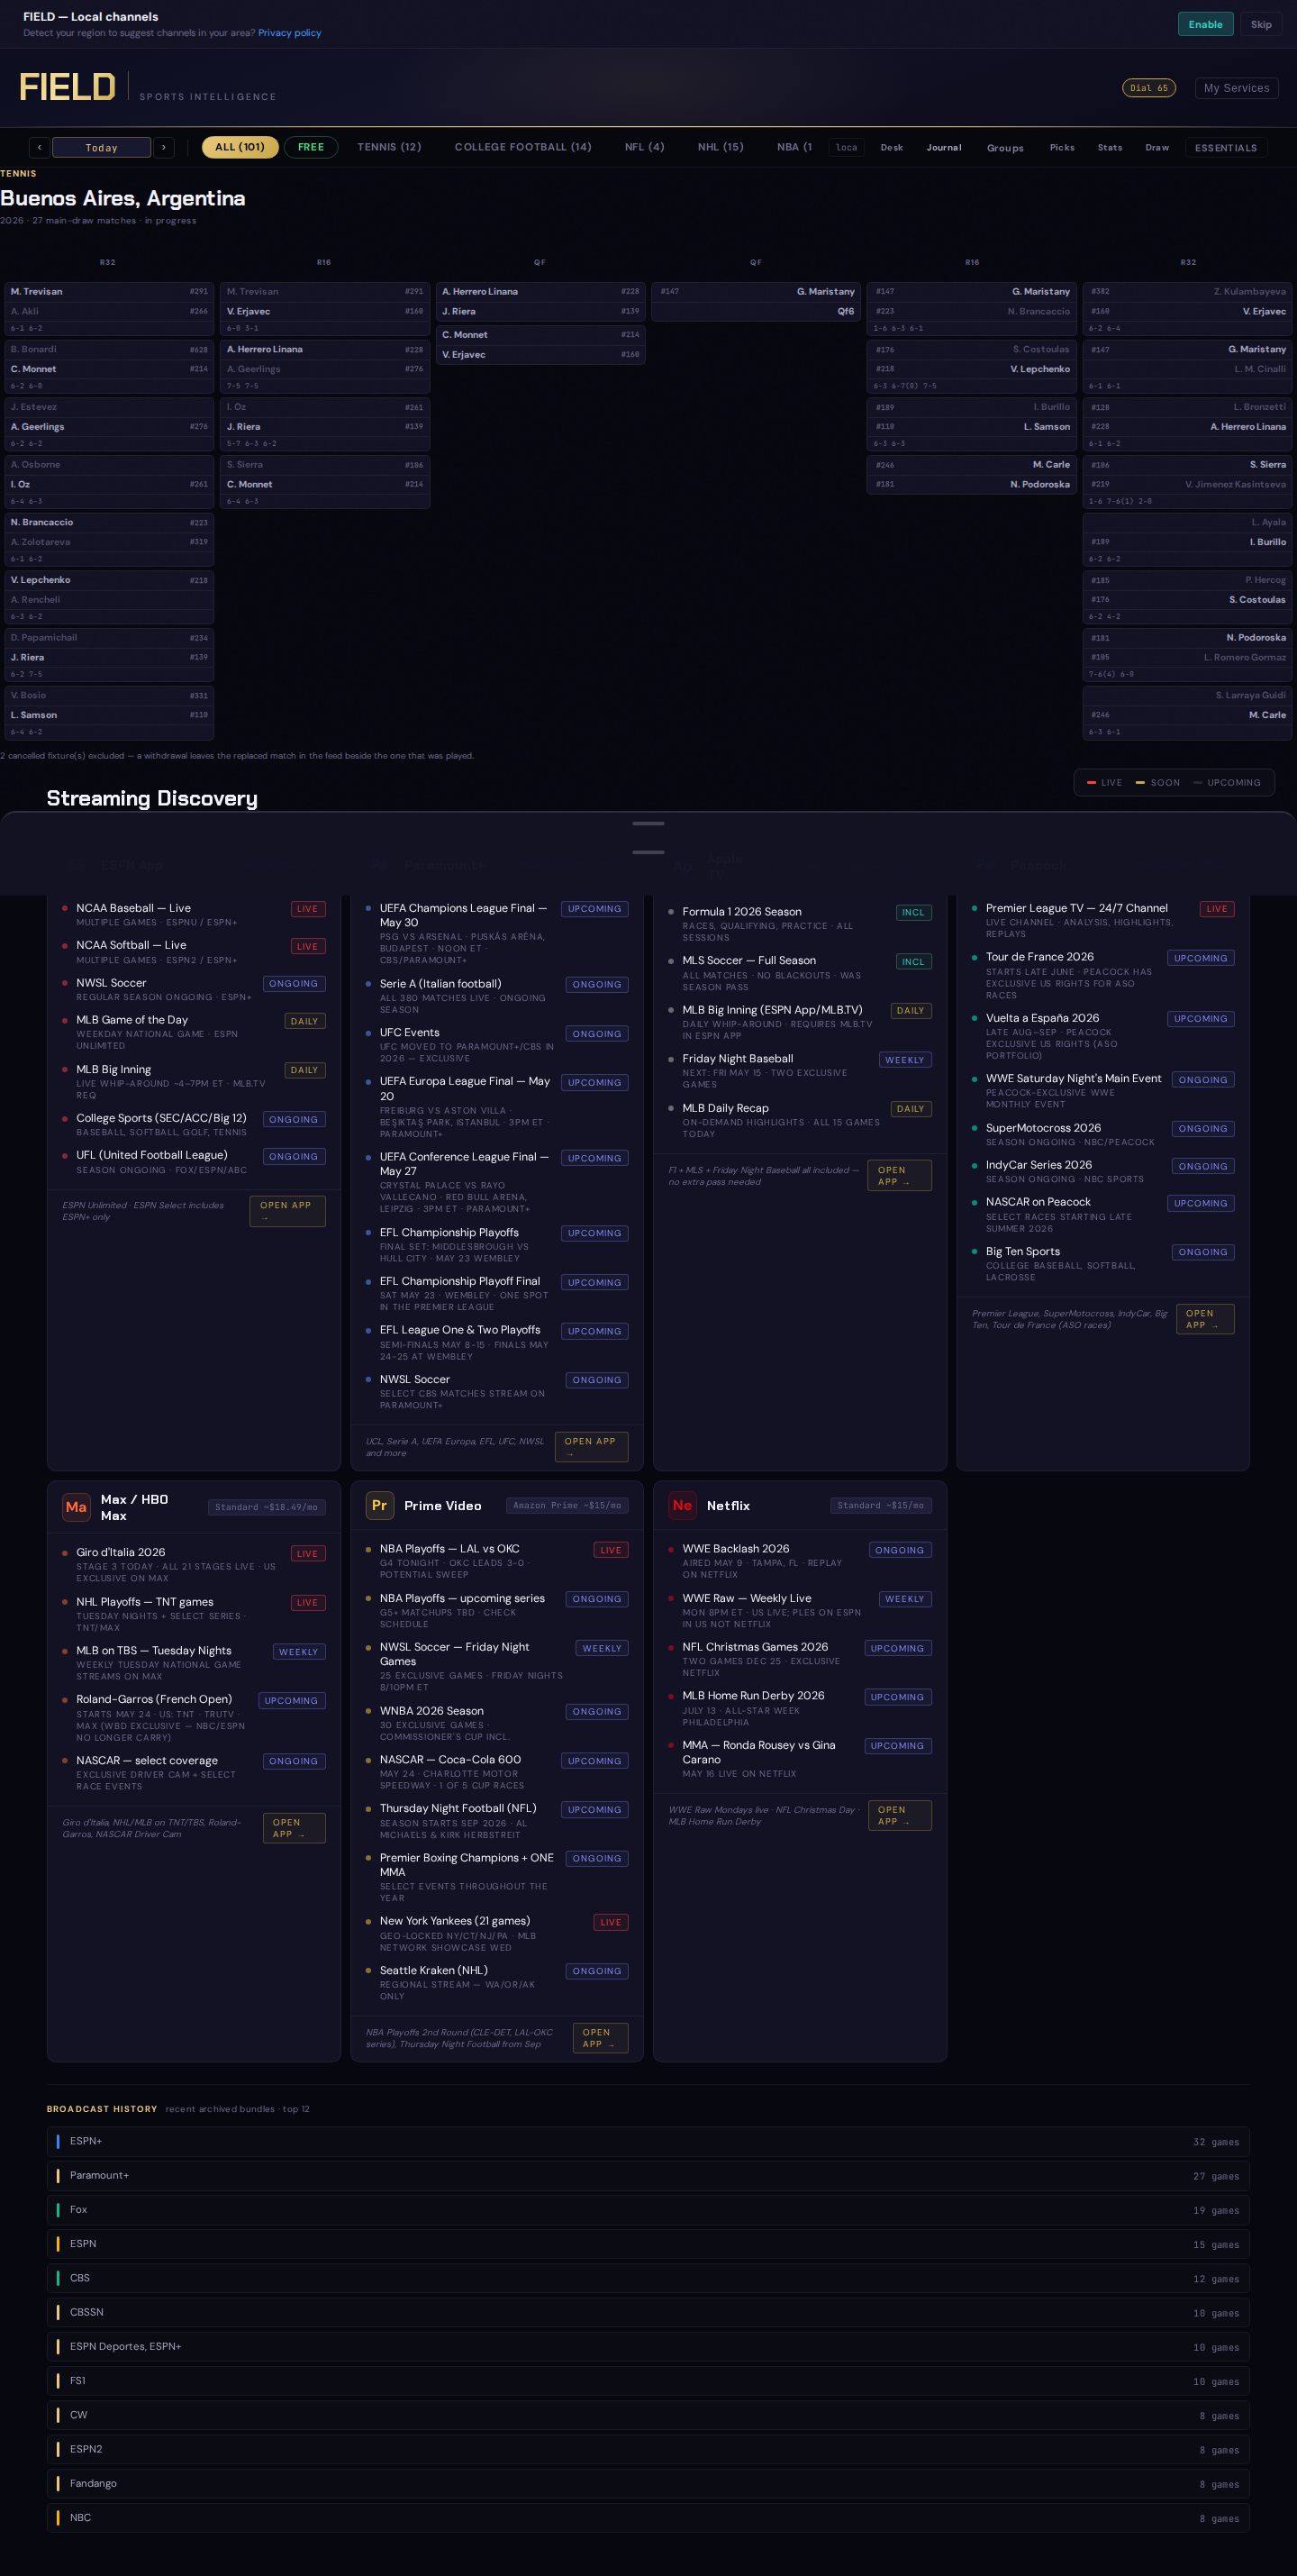 FIELD — Local channels
Detect your region to suggest channels in your area? Privacy policy
Enable
Skip
FIELD
SPORTS INTELLIGENCE
Dial 65
My Services
‹
Today
›
ALL (101)
FREE
TENNIS (12)
COLLEGE FOOTBALL (14)
NFL (4)
NHL (15)
NBA (1
loca
Desk
Journal
Groups
Picks
Stats
Draw
ESSENTIALS
TENNIS
Buenos Aires, Argentina
2026 · 27 main-draw matches · in progress
R32
R16
QF
QF
R16
R32
M. Trevisan #291
A. Akli #266
6-1 6-2
B. Bonardi #628
C. Monnet #214
6-2 6-0
J. Estevez
A. Geerlings #276
6-2 6-2
A. Osborne
I. Oz #261
6-4 6-3
N. Brancaccio #223
A. Zolotareva #319
6-1 6-2
V. Lepchenko #218
A. Rencheli
6-3 6-2
D. Papamichail #234
J. Riera #139
6-2 7-5
V. Bosio #331
L. Samson #110
6-4 6-2
M. Trevisan #291
V. Erjavec #160
6-0 3-1
A. Herrero Linana #228
A. Geerlings #276
7-5 7-5
I. Oz #261
J. Riera #139
5-7 6-3 6-2
S. Sierra #106
C. Monnet #214
6-4 6-3
A. Herrero Linana #228
J. Riera #139
C. Monnet #214
V. Erjavec #160
#147 G. Maristany
Qf6
#147 G. Maristany
#223 N. Brancaccio
1-6 6-3 6-1
#176 S. Costoulas
#218 V. Lepchenko
6-3 6-7(8) 7-5
#189 I. Burillo
#110 L. Samson
6-3 6-3
#246 M. Carle
#181 N. Podoroska
#382 Z. Kulambayeva
#160 V. Erjavec
6-2 6-4
#147 G. Maristany
L. M. Cinalli
6-1 6-1
#128 L. Bronzetti
#228 A. Herrero Linana
6-1 6-2
#106 S. Sierra
#219 V. Jimenez Kasintseva
1-6 7-6(1) 2-0
L. Ayala
#189 I. Burillo
6-2 6-2
#185 P. Hercog
#176 S. Costoulas
6-2 4-2
#181 N. Podoroska
#105 L. Romero Gormaz
7-6(4) 6-0
S. Larraya Guidi
#246 M. Carle
6-3 6-1
2 cancelled fixture(s) excluded — a withdrawal leaves the replaced match in the feed beside the one that was played.
LIVE
SOON
UPCOMING
Streaming Discovery
ESPN App
Paramount+
Apple
TV
Peacock
NCAA Baseball — Live
LIVE
MULTIPLE GAMES · ESPNU / ESPN+
NCAA Softball — Live
LIVE
MULTIPLE GAMES · ESPN2 / ESPN+
NWSL Soccer
ONGOING
REGULAR SEASON ONGOING · ESPN+
MLB Game of the Day
DAILY
WEEKDAY NATIONAL GAME · ESPN
UNLIMITED
MLB Big Inning
DAILY
LIVE WHIP-AROUND ~4–7PM ET · MLB.TV
REQ
College Sports (SEC/ACC/Big 12)
ONGOING
BASEBALL, SOFTBALL, GOLF, TENNIS
UFL (United Football League)
ONGOING
SEASON ONGOING · FOX/ESPN/ABC
ESPN Unlimited · ESPN Select includes
ESPN+ only
OPEN APP
→
UEFA Champions League Final —
May 30
UPCOMING
PSG VS ARSENAL · PUSKÁS ARÉNA,
BUDAPEST · NOON ET ·
CBS/PARAMOUNT+
Serie A (Italian football)
ONGOING
ALL 380 MATCHES LIVE · ONGOING
SEASON
UFC Events
ONGOING
UFC MOVED TO PARAMOUNT+/CBS IN
2026 — EXCLUSIVE
UEFA Europa League Final — May
20
UPCOMING
FREIBURG VS ASTON VILLA ·
BEŞIKTAŞ PARK, ISTANBUL · 3PM ET ·
PARAMOUNT+
UEFA Conference League Final —
May 27
UPCOMING
CRYSTAL PALACE VS RAYO
VALLECANO · RED BULL ARENA,
LEIPZIG · 3PM ET · PARAMOUNT+
EFL Championship Playoffs
UPCOMING
FINAL SET: MIDDLESBROUGH VS
HULL CITY · MAY 23 WEMBLEY
EFL Championship Playoff Final
UPCOMING
SAT MAY 23 · WEMBLEY · ONE SPOT
IN THE PREMIER LEAGUE
EFL League One & Two Playoffs
UPCOMING
SEMI-FINALS MAY 8–15 · FINALS MAY
24–25 AT WEMBLEY
NWSL Soccer
ONGOING
SELECT CBS MATCHES STREAM ON
PARAMOUNT+
UCL, Serie A, UEFA Europa, EFL, UFC, NWSL
and more
OPEN APP
→
Formula 1 2026 Season
INCL
RACES, QUALIFYING, PRACTICE · ALL
SESSIONS
MLS Soccer — Full Season
INCL
ALL MATCHES · NO BLACKOUTS · WAS
SEASON PASS
MLB Big Inning (ESPN App/MLB.TV)
DAILY
DAILY WHIP-AROUND · REQUIRES MLB.TV
IN ESPN APP
Friday Night Baseball
WEEKLY
NEXT: FRI MAY 15 · TWO EXCLUSIVE
GAMES
MLB Daily Recap
DAILY
ON-DEMAND HIGHLIGHTS · ALL 15 GAMES
TODAY
F1 + MLS + Friday Night Baseball all included —
no extra pass needed
OPEN
APP →
Premier League TV — 24/7 Channel
LIVE
LIVE CHANNEL · ANALYSIS, HIGHLIGHTS,
REPLAYS
Tour de France 2026
UPCOMING
STARTS LATE JUNE · PEACOCK HAS
EXCLUSIVE US RIGHTS FOR ASO
RACES
Vuelta a España 2026
UPCOMING
LATE AUG–SEP · PEACOCK
EXCLUSIVE US RIGHTS (ASO
PORTFOLIO)
WWE Saturday Night's Main Event
ONGOING
PEACOCK-EXCLUSIVE WWE
MONTHLY EVENT
SuperMotocross 2026
ONGOING
SEASON ONGOING · NBC/PEACOCK
IndyCar Series 2026
ONGOING
SEASON ONGOING · NBC SPORTS
NASCAR on Peacock
UPCOMING
SELECT RACES STARTING LATE
SUMMER 2026
Big Ten Sports
ONGOING
COLLEGE BASEBALL, SOFTBALL,
LACROSSE
Premier League, SuperMotocross, IndyCar, Big
Ten, Tour de France (ASO races)
OPEN
APP →
Ma
Max / HBO
Max
Standard ~$18.49/mo
Giro d'Italia 2026
LIVE
STAGE 3 TODAY · ALL 21 STAGES LIVE · US
EXCLUSIVE ON MAX
NHL Playoffs — TNT games
LIVE
TUESDAY NIGHTS + SELECT SERIES ·
TNT/MAX
MLB on TBS — Tuesday Nights
WEEKLY
WEEKLY TUESDAY NATIONAL GAME
STREAMS ON MAX
Roland-Garros (French Open)
UPCOMING
STARTS MAY 24 · US: TNT · TRUTV ·
MAX (WBD EXCLUSIVE — NBC/ESPN
NO LONGER CARRY)
NASCAR — select coverage
ONGOING
EXCLUSIVE DRIVER CAM + SELECT
RACE EVENTS
Giro d'Italia, NHL/MLB on TNT/TBS, Roland-
Garros, NASCAR Driver Cam
OPEN
APP →
Pr
Prime Video
Amazon Prime ~$15/mo
NBA Playoffs — LAL vs OKC
LIVE
G4 TONIGHT · OKC LEADS 3-0 ·
POTENTIAL SWEEP
NBA Playoffs — upcoming series
ONGOING
G5+ MATCHUPS TBD · CHECK
SCHEDULE
NWSL Soccer — Friday Night
Games
WEEKLY
25 EXCLUSIVE GAMES · FRIDAY NIGHTS
8/10PM ET
WNBA 2026 Season
ONGOING
30 EXCLUSIVE GAMES ·
COMMISSIONER'S CUP INCL.
NASCAR — Coca-Cola 600
UPCOMING
MAY 24 · CHARLOTTE MOTOR
SPEEDWAY · 1 OF 5 CUP RACES
Thursday Night Football (NFL)
UPCOMING
SEASON STARTS SEP 2026 · AL
MICHAELS & KIRK HERBSTREIT
Premier Boxing Champions + ONE
MMA
ONGOING
SELECT EVENTS THROUGHOUT THE
YEAR
New York Yankees (21 games)
LIVE
GEO-LOCKED NY/CT/NJ/PA · MLB
NETWORK SHOWCASE WED
Seattle Kraken (NHL)
ONGOING
REGIONAL STREAM — WA/OR/AK
ONLY
NBA Playoffs 2nd Round (CLE-DET, LAL-OKC
series), Thursday Night Football from Sep
OPEN
APP →
Ne
Netflix
Standard ~$15/mo
WWE Backlash 2026
ONGOING
AIRED MAY 9 · TAMPA, FL · REPLAY
ON NETFLIX
WWE Raw — Weekly Live
WEEKLY
MON 8PM ET · US LIVE; PLES ON ESPN
IN US NOT NETFLIX
NFL Christmas Games 2026
UPCOMING
TWO GAMES DEC 25 · EXCLUSIVE
NETFLIX
MLB Home Run Derby 2026
UPCOMING
JULY 13 · ALL-STAR WEEK
PHILADELPHIA
MMA — Ronda Rousey vs Gina
Carano
UPCOMING
MAY 16 LIVE ON NETFLIX
WWE Raw Mondays live · NFL Christmas Day ·
MLB Home Run Derby
OPEN
APP →
BROADCAST HISTORY recent archived bundles · top 12
ESPN+ 32 games
Paramount+ 27 games
Fox 19 games
ESPN 15 games
CBS 12 games
CBSSN 10 games
ESPN Deportes, ESPN+ 10 games
FS1 10 games
CW 8 games
ESPN2 8 games
Fandango 8 games
NBC 8 games